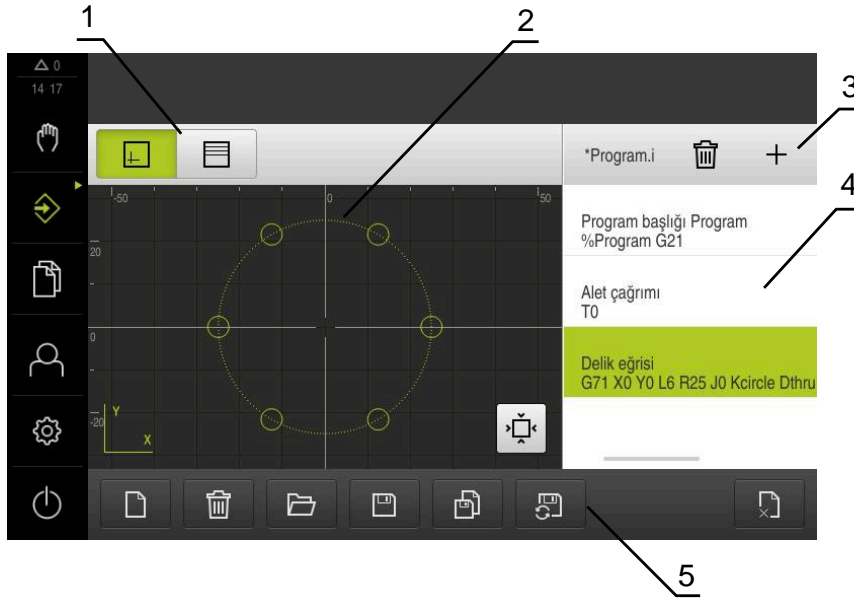 1
2
3
4
5
0
14 17
*Program.i
-50
0
50
20
0
-20
Y
X
Program başlığı Program
%Program G21
Alet çağrımı
T0
Delik eğrisi
G71 X0 Y0 L6 R25 J0 Kcircle Dthru